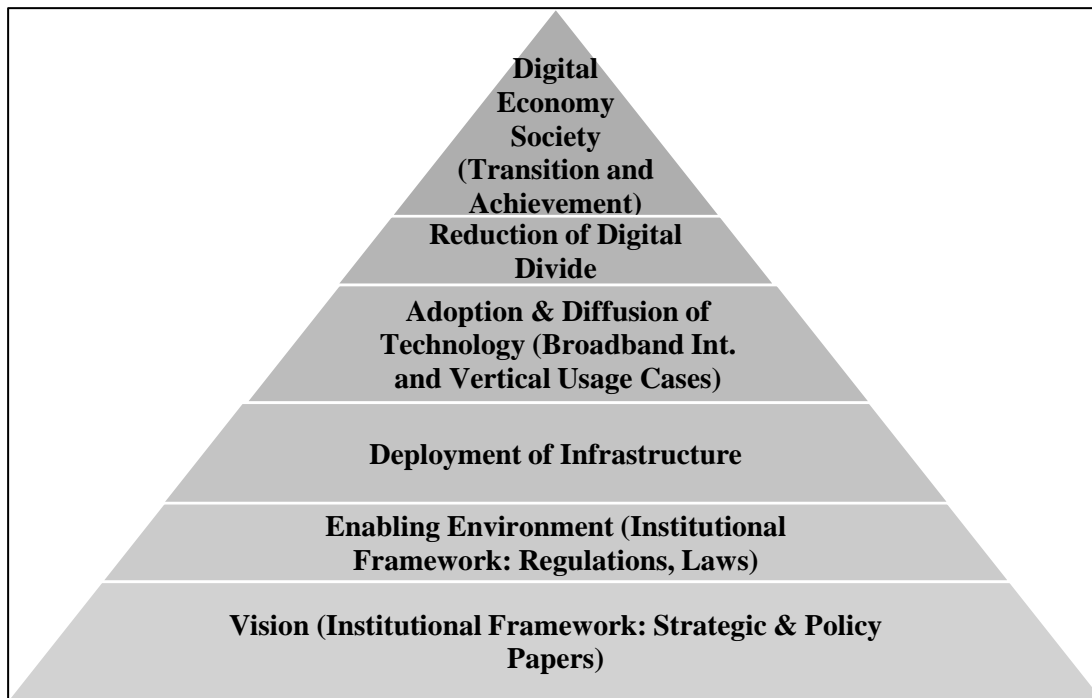 Digital
Economy
Society
(Transition and
Achievement)
Reduction of Digital
Divide
Adoption & Diffusion of
Technology (Broadband Int.
and Vertical Usage Cases)
Deployment of Infrastructure
Enabling Environment (Institutional
Framework: Regulations, Laws)
Vision (Institutional Framework: Strategic & Policy
Papers)